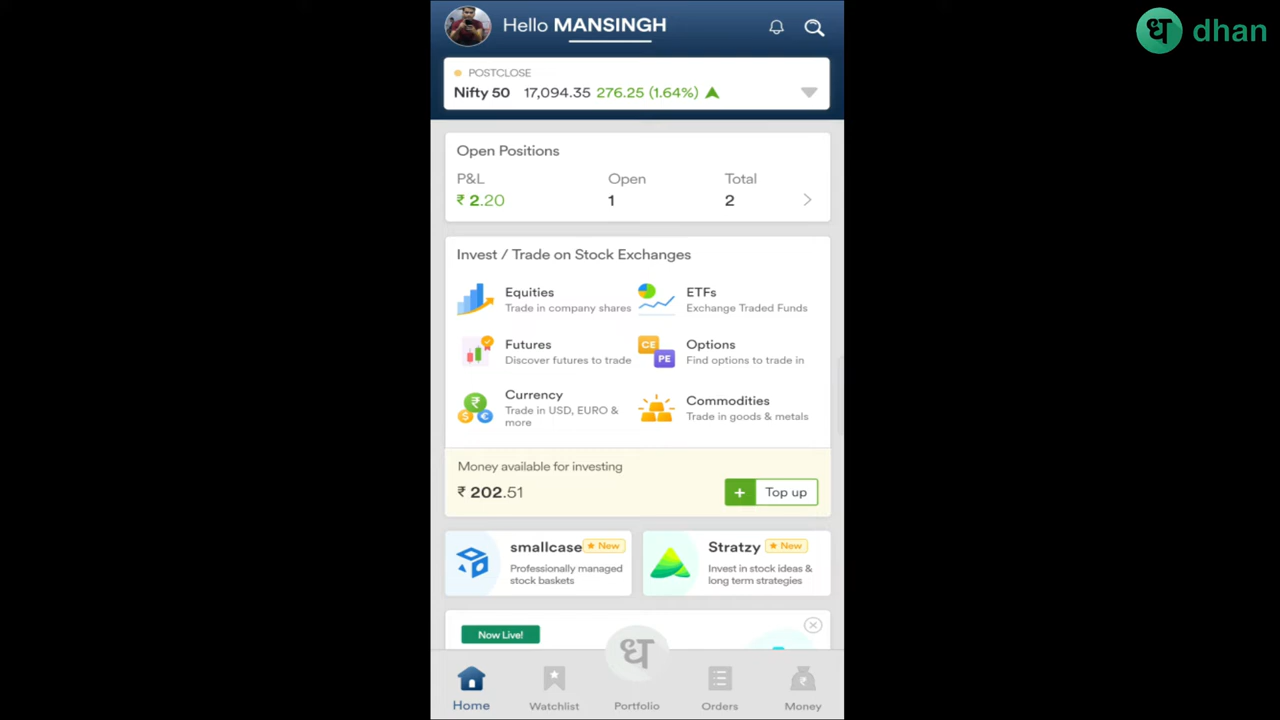 ध dhan
Hello MANSINGH
POSTCLOSE
Nifty 50 17,094.35 276.25 (1.64%)
Open Positions
P&L Open Total
₹ 2.20 1 2
Invest / Trade on Stock Exchanges
Equities
Trade in company shares
ETFs
Exchange Traded Funds
Futures
Discover futures to trade
CE
PE
Options
Find options to trade in
Currency
Trade in USD, EURO &
more
Commodities
Trade in goods & metals
Money available for investing
₹ 202.51
+ Top up
smallcase New
Professionally managed
stock baskets
Stratzy New
Invest in stock ideas &
long term strategies
Now Live!
ध
Home Watchlist Portfolio Orders Money